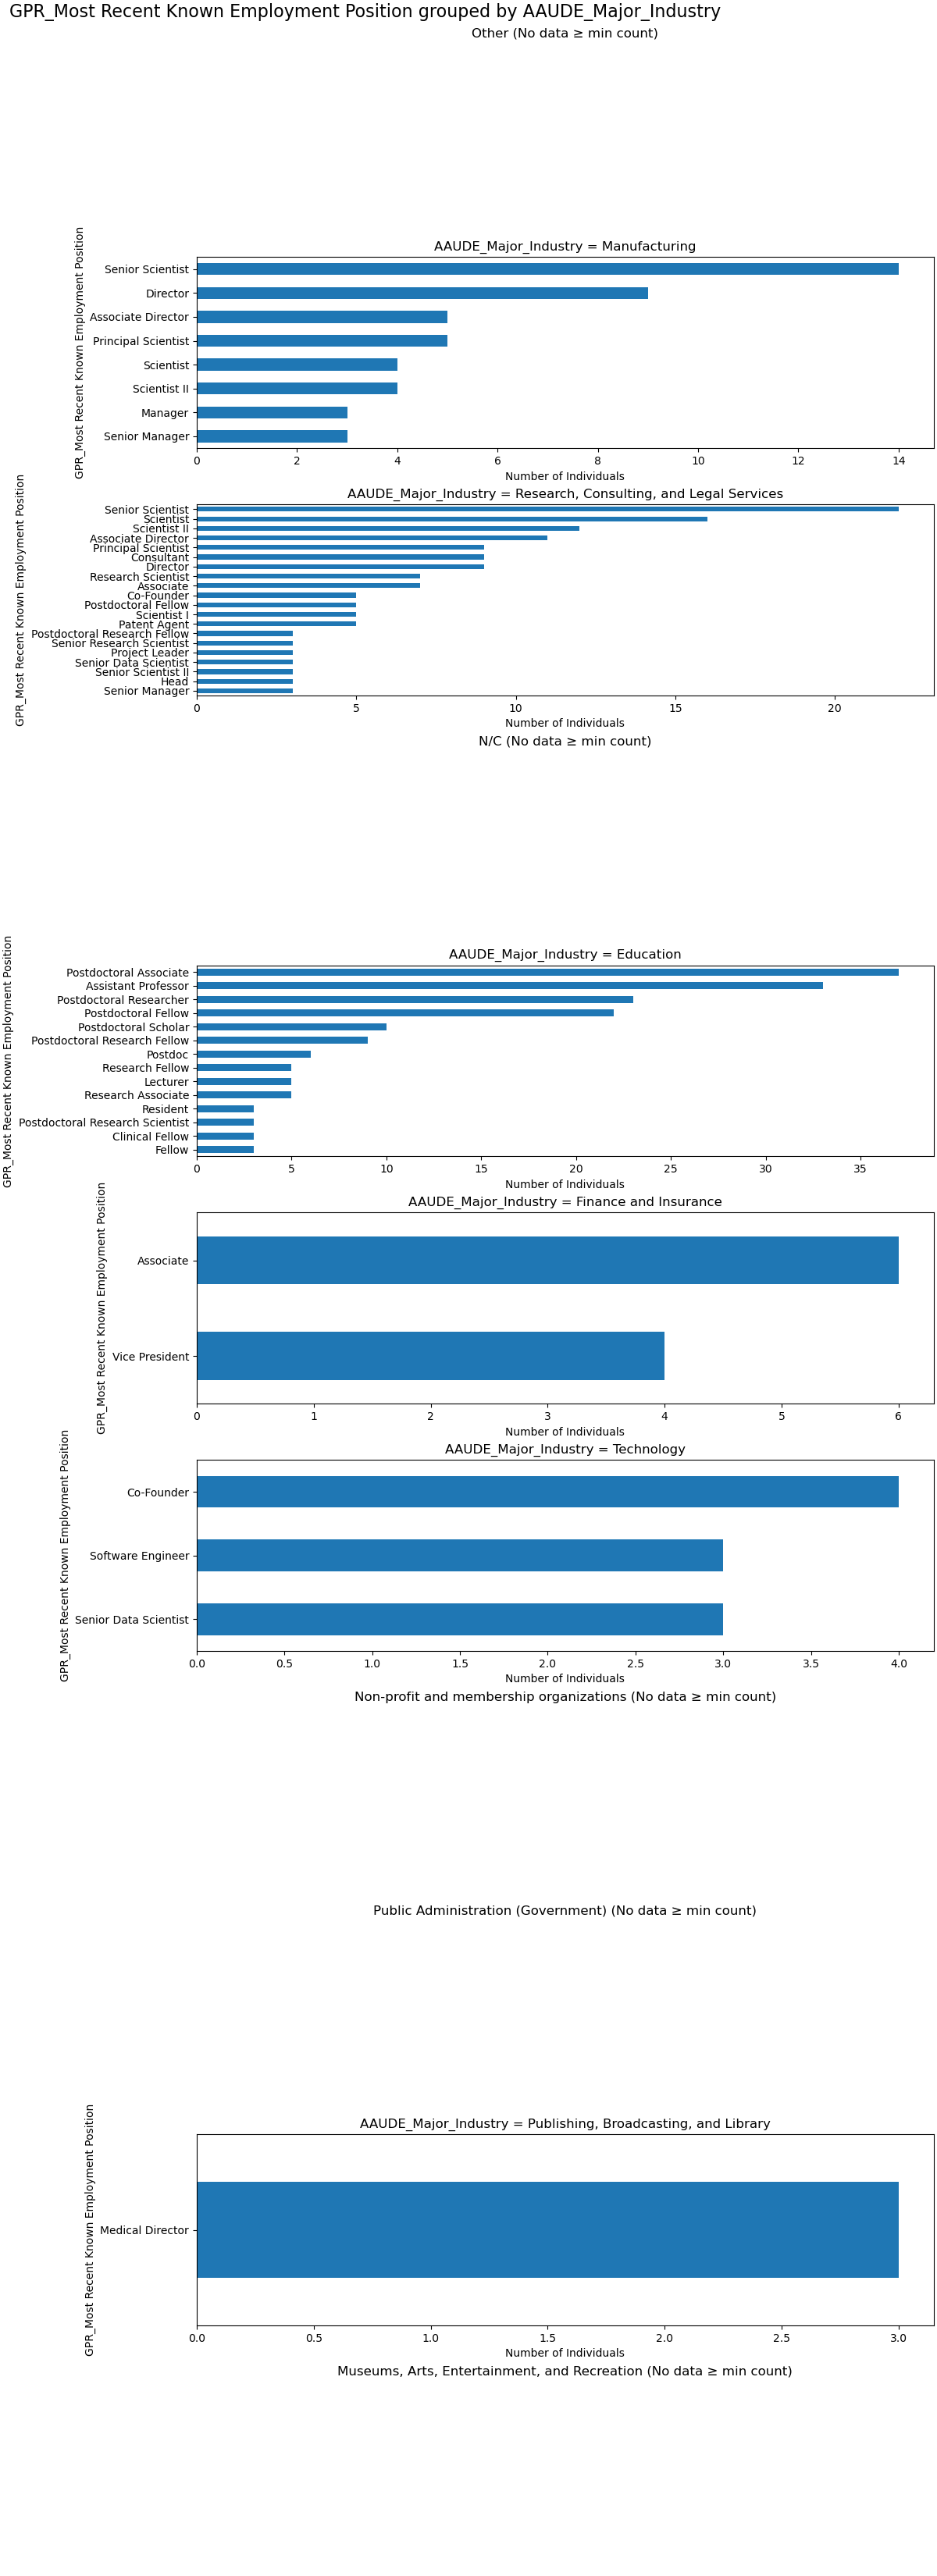 GPR_Most Recent Known Employment Position grouped by AAUDE_Major_Industry
Other (No data ≥ min count)
AAUDE_Major_Industry = Manufacturing
GPR_Most Recent Known Employment Position
Senior Scientist
Director
Associate Director
Principal Scientist
Scientist
Scientist II
Manager
Senior Manager
0 2 4 6 8 10 12 14
Number of Individuals
AAUDE_Major_Industry = Research, Consulting, and Legal Services
GPR_Most Recent Known Employment Position
Senior Scientist
Scientist
Scientist II
Associate Director
Principal Scientist
Consultant
Director
Research Scientist
Associate
Co-Founder
Postdoctoral Fellow
Scientist I
Patent Agent
Postdoctoral Research Fellow
Senior Research Scientist
Project Leader
Senior Data Scientist
Senior Scientist II
Head
Senior Manager
0 5 10 15 20
Number of Individuals
N/C (No data ≥ min count)
AAUDE_Major_Industry = Education
GPR_Most Recent Known Employment Position
Postdoctoral Associate
Assistant Professor
Postdoctoral Researcher
Postdoctoral Fellow
Postdoctoral Scholar
Postdoctoral Research Fellow
Postdoc
Research Fellow
Lecturer
Research Associate
Resident
Postdoctoral Research Scientist
Clinical Fellow
Fellow
0 5 10 15 20 25 30 35
Number of Individuals
AAUDE_Major_Industry = Finance and Insurance
GPR_Most Recent Known Employment Position
Associate
Vice President
0 1 2 3 4 5 6
Number of Individuals
AAUDE_Major_Industry = Technology
GPR_Most Recent Known Employment Position
Co-Founder
Software Engineer
Senior Data Scientist
0.0 0.5 1.0 1.5 2.0 2.5 3.0 3.5 4.0
Number of Individuals
Non-profit and membership organizations (No data ≥ min count)
Public Administration (Government) (No data ≥ min count)
AAUDE_Major_Industry = Publishing, Broadcasting, and Library
GPR_Most Recent Known Employment Position
Medical Director
0.0 0.5 1.0 1.5 2.0 2.5 3.0
Number of Individuals
Museums, Arts, Entertainment, and Recreation (No data ≥ min count)